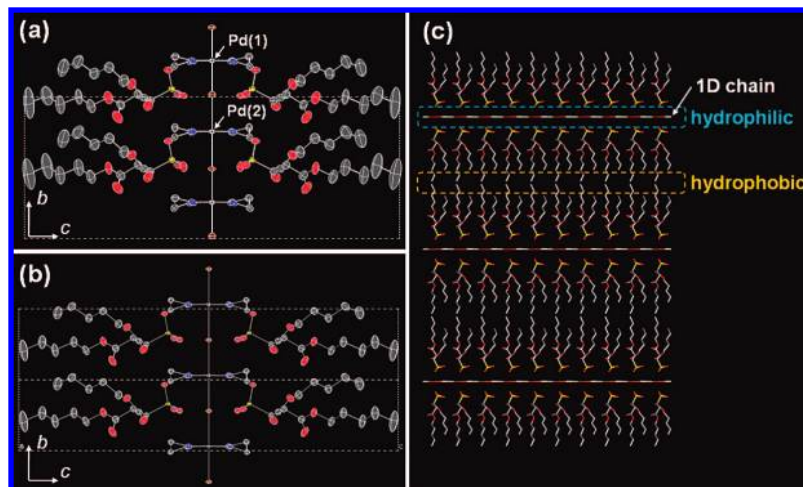 (a)
Pd(1)
Pd(2)
b
c
(b)
b
c
(c)
1D chain
hydrophilic
hydrophobic